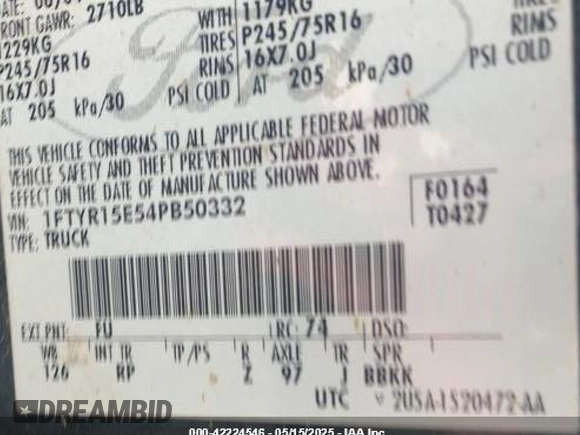 DATE:
FRONT GAWR: 2710LB
1229KG
P245/75R16
16X7.0J
AT 205 kPa/30 PSI COLD
WITH 1179KG
TIRES P245/75R16 TIRES
RIMS 16X7.0J RIMS
AT 205 kPa/30 PSI COLD
Ford
THIS VEHICLE CONFORMS TO ALL APPLICABLE FEDERAL MOTOR
VEHICLE SAFETY AND THEFT PREVENTION STANDARDS IN
EFFECT ON THE DATE OF MANUFACTURE SHOWN ABOVE.
VIN: 1FTYR15E54PB50332
TYPE: TRUCK
F0164
T0427
EXT PNT: FU RC: 74 DSO:
WB INT TR TP/PS R AXLE TR SPR
126 RP Z 97 J BBKK
UTC 2U5A-1520472-AA
DREAMBID
000-42224546 - 05/15/2025 - IAA Inc.